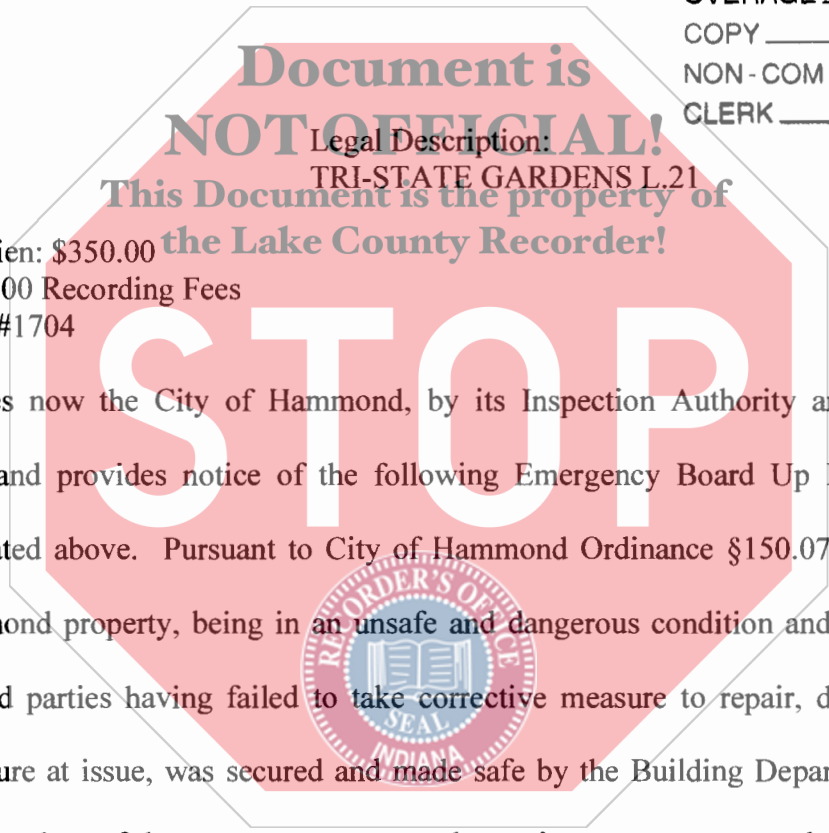 COPY
Document is
NON - COM
NOT OFFICIAL!
CLERK
Legal Description:
TRI-STATE GARDENS L.21
This Document is the property of
the Lake County Recorder!
ien: $350.00
00 Recording Fees
#1704
STOP
s now the City of Hammond, by its Inspection Authority a
and provides notice of the following Emergency Board Up
ted above. Pursuant to City of Hammond Ordinance §150.07
ond property, being in an unsafe and dangerous condition and
d parties having failed to take corrective measure to repair, d
ure at issue, was secured and made safe by the Building Depar
RECORDER'S OFFICE
SEAL
INDIANA